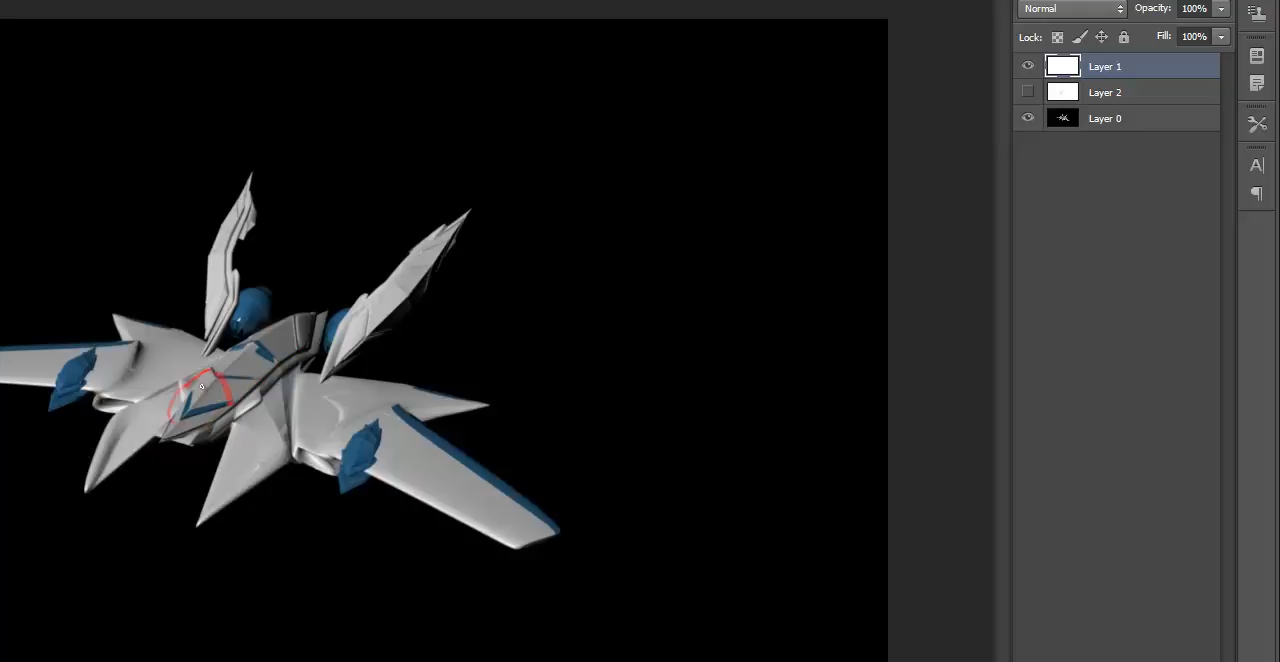 Normal Opacity: 100%
Lock: Fill: 100%
Layer 1
Layer 2
Layer 0
A